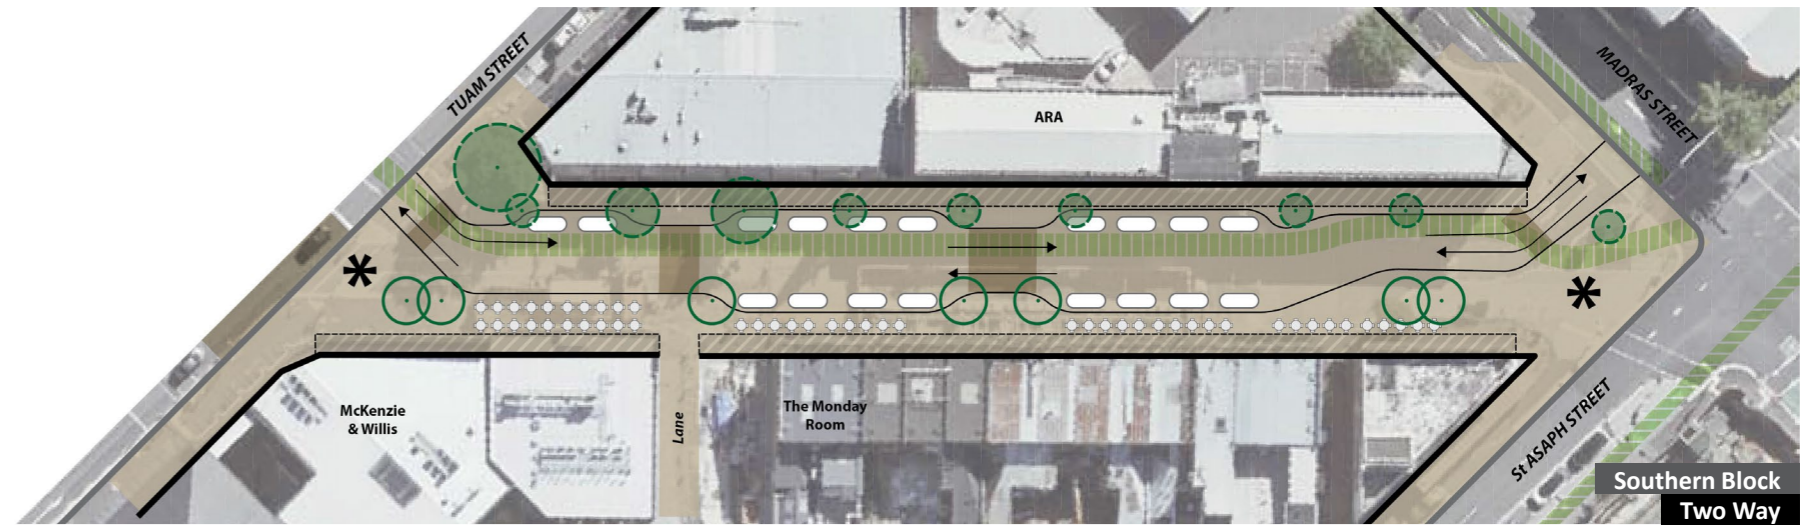 TUAM STREET
MADRAS STREET
ARA
*
*
McKenzie
& Willis
Lane
The Monday
Room
St ASAPH STREET
Southern Block
Two Way